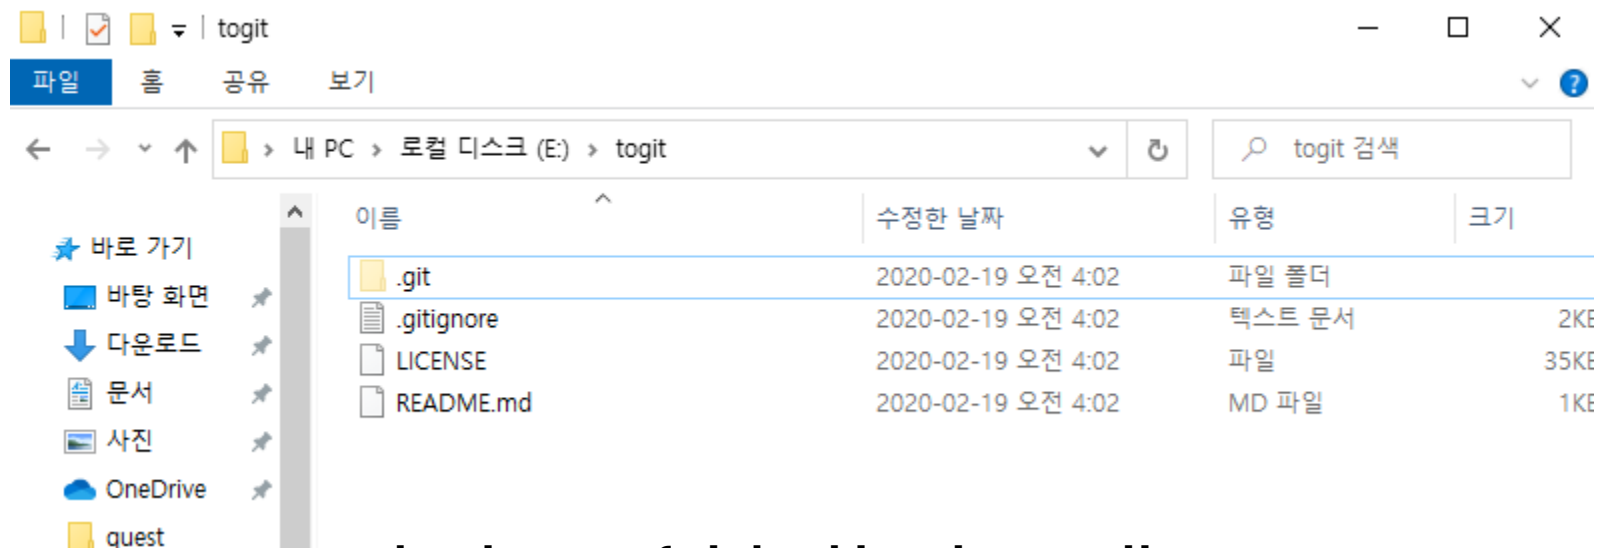 togit
파일 홈 공유 보기
내 PC > 로컬 디스크 (E:) > togit
togit 검색
이름 수정한 날짜 유형 크기
바로 가기
바탕 화면
다운로드
문서
사진
OneDrive
quest
.git 2020-02-19 오전 4:02 파일 폴더
.gitignore 2020-02-19 오전 4:02 텍스트 문서 2KB
LICENSE 2020-02-19 오전 4:02 파일 35KB
README.md 2020-02-19 오전 4:02 MD 파일 1KB